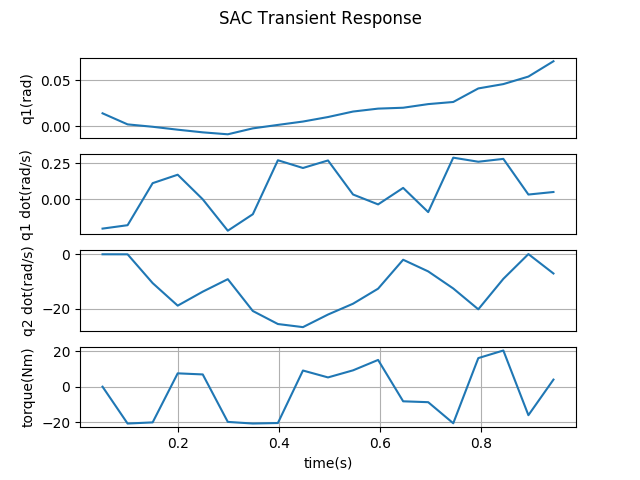 SAC Transient Response
q1(rad)
0.05
0.00
q1 dot(rad/s)
0.25
0.00
q2 dot(rad/s)
0
−20
torque(Nm)
20
0
−20
0.2 0.4 0.6 0.8
time(s)